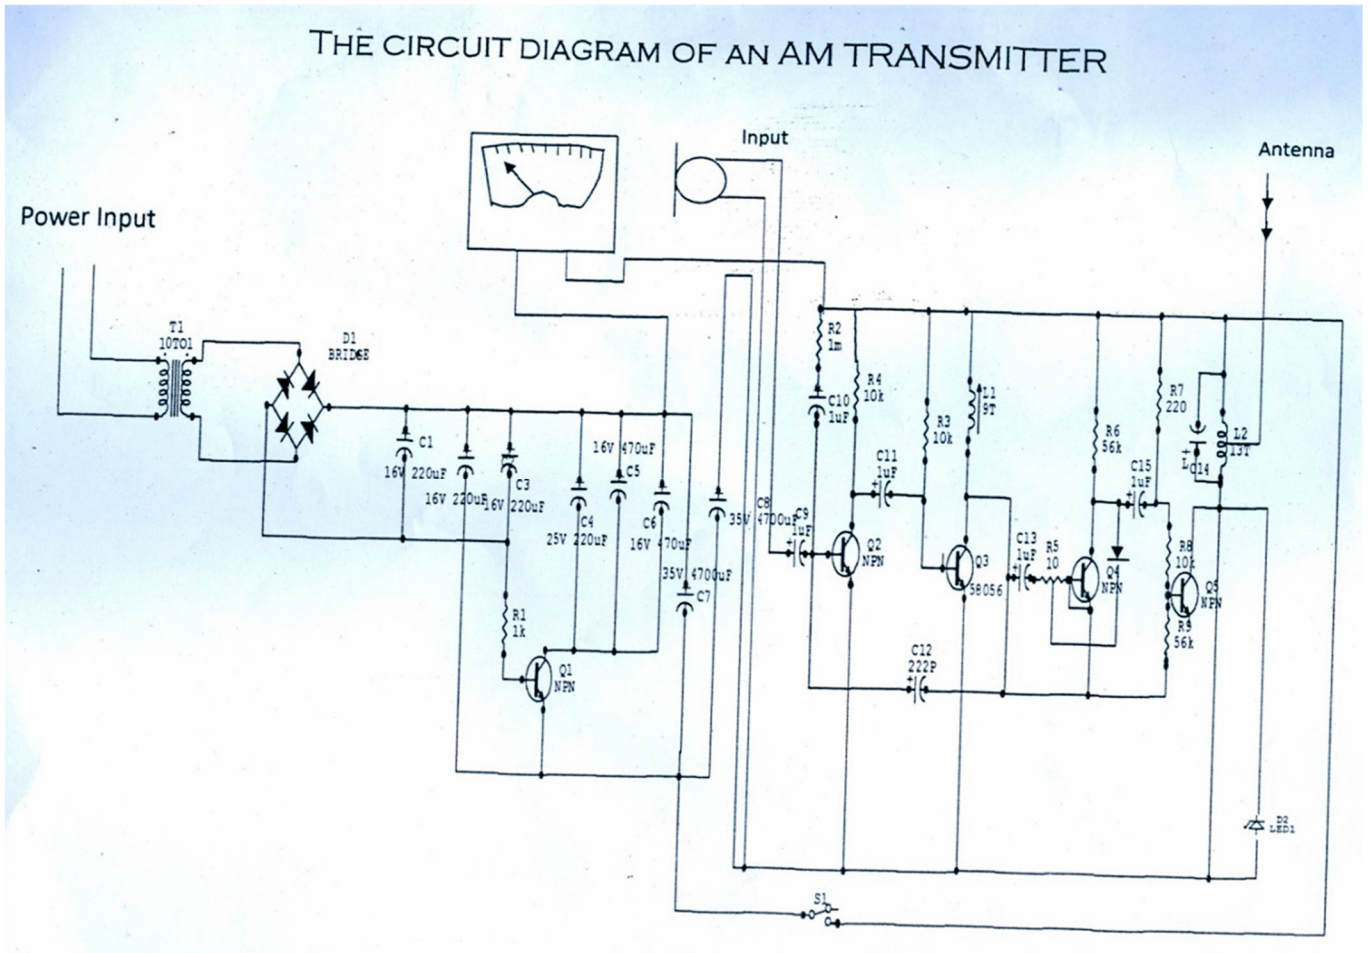 THE CIRCUIT DIAGRAM OF AN AM TRANSMITTER
Input
Antenna
Power Input
T1
10TO1
D1
BRIDGE
C1
16V 220uF
16V 220uF
C3
16V 220uF
16V 470uF
C5
C4
25V 220uF
C6
16V 470uF
35V 4700uF
C7
C8
35V 4700uF
R1
1k
Q1
NPN
R2
1m
C10
1uF
R4
10k
C11
1uF
C9
1uF
Q2
NPN
R3
10k
L1
9T
Q3
S8056
C12
222P
C13
1uF
R5
10
R6
56k
Q4
NPN
C15
1uF
R7
220
C14
L2
13T
R8
10k
Q5
NPN
R9
56k
D2
LED1
S1